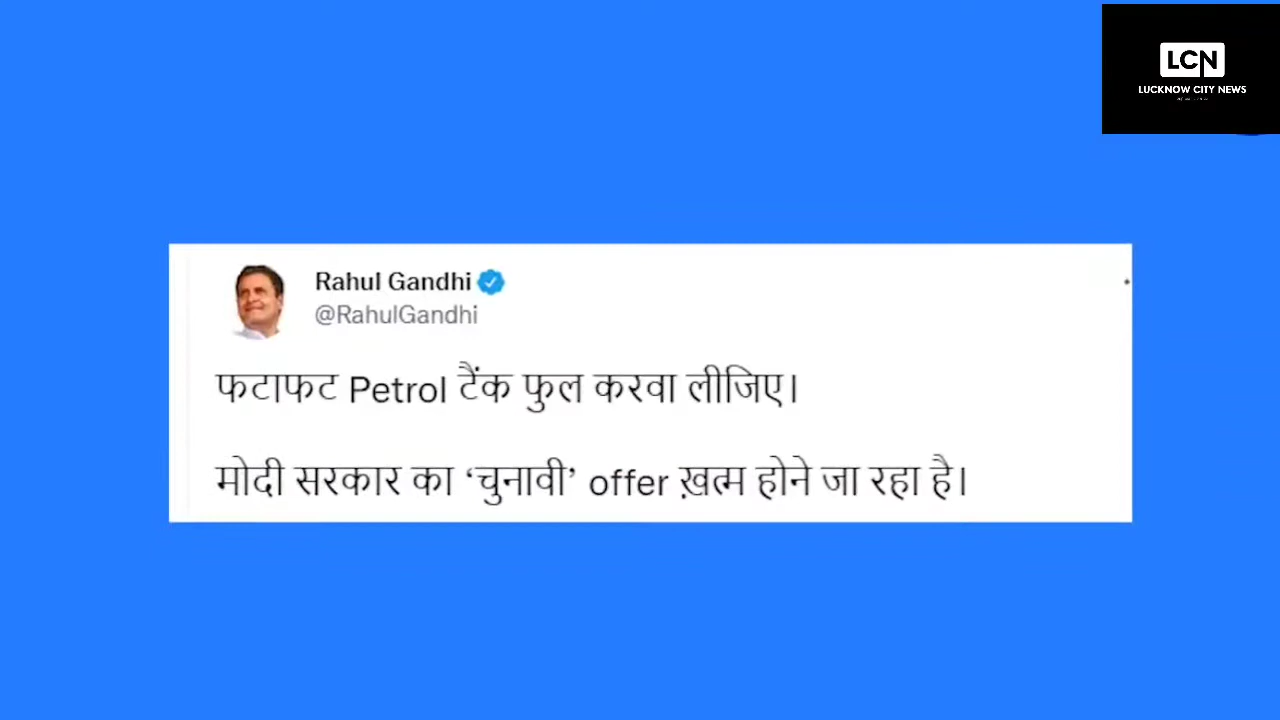 LCN
LUCKNOW CITY NEWS
Rahul Gandhi
@RahulGandhi
फटाफट Petrol टैंक फुल करवा लीजिए।
मोदी सरकार का ‘चुनावी’ offer ख़त्म होने जा रहा है।